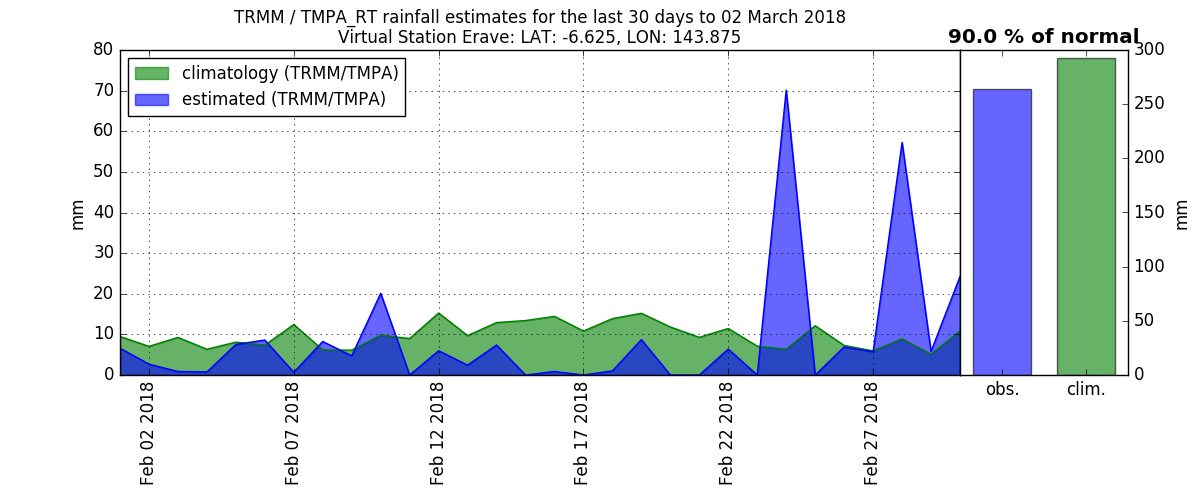 TRMM / TMPA_RT rainfall estimates for the last 30 days to 02 March 2018
Virtual Station Erave: LAT: -6.625, LON: 143.875
90.0 % of normal
climatology (TRMM/TMPA)
estimated (TRMM/TMPA)
80
70
60
50
40
30
20
10
0
mm
Feb 02 2018
Feb 07 2018
Feb 12 2018
Feb 17 2018
Feb 22 2018
Feb 27 2018
300
250
200
150
100
50
0
mm
obs.
clim.